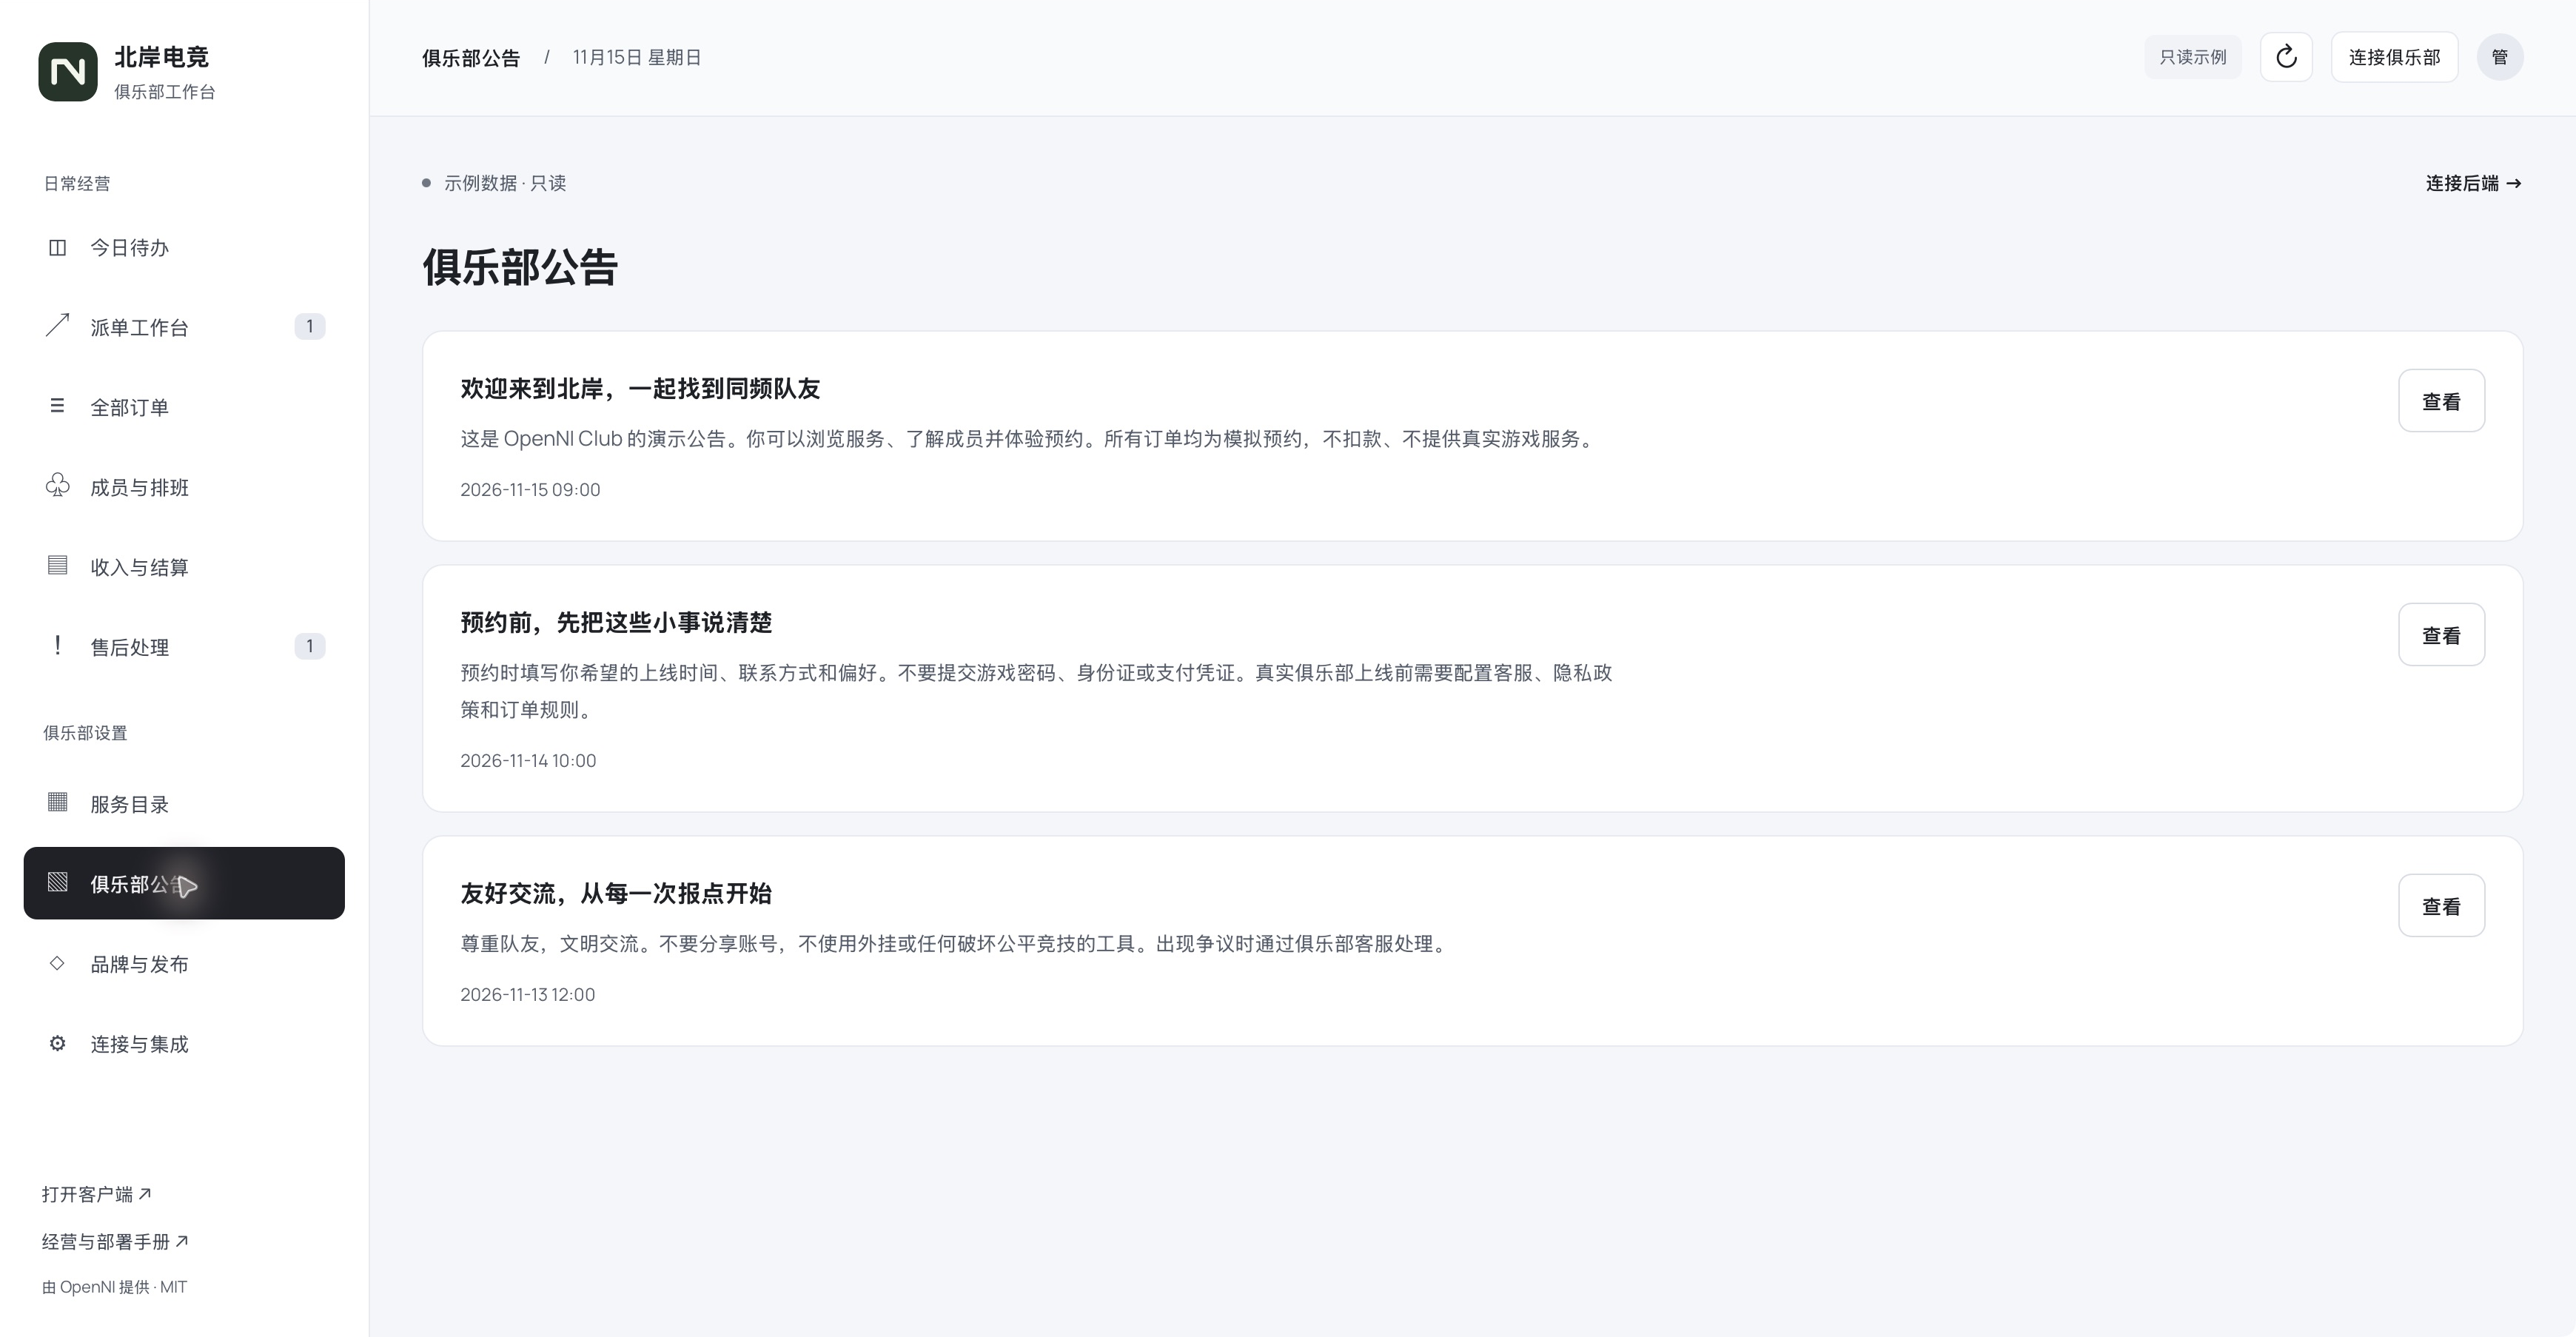 北岸电竞
俱乐部工作台
日常经营
今日待办
派单工作台 1
全部订单
成员与排班
收入与结算
售后处理 1
俱乐部设置
服务目录
俱乐部公告
品牌与发布
连接与集成
打开客户端 ↗
经营与部署手册 ↗
由 OpenNI 提供 · MIT
俱乐部公告 / 11月15日 星期日
只读示例
连接俱乐部
管
示例数据 · 只读
连接后端 →
俱乐部公告
欢迎来到北岸，一起找到同频队友
这是 OpenNI Club 的演示公告。你可以浏览服务、了解成员并体验预约。所有订单均为模拟预约，不扣款、不提供真实游戏服务。
2026-11-15 09:00
查看
预约前，先把这些小事说清楚
预约时填写你希望的上线时间、联系方式和偏好。不要提交游戏密码、身份证或支付凭证。真实俱乐部上线前需要配置客服、隐私政
策和订单规则。
2026-11-14 10:00
查看
友好交流，从每一次报点开始
尊重队友，文明交流。不要分享账号，不使用外挂或任何破坏公平竞技的工具。出现争议时通过俱乐部客服处理。
2026-11-13 12:00
查看